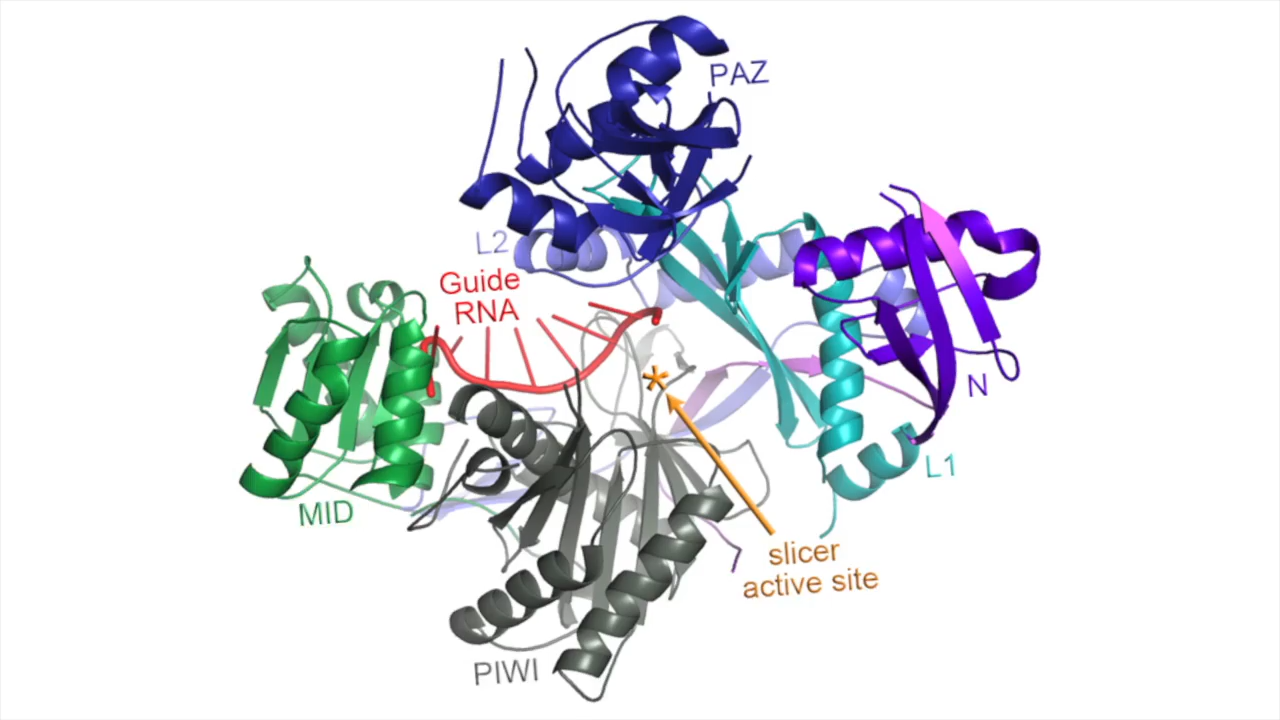 PAZ
L2
Guide
RNA
N
L1
MID
slicer
active site
PIWI